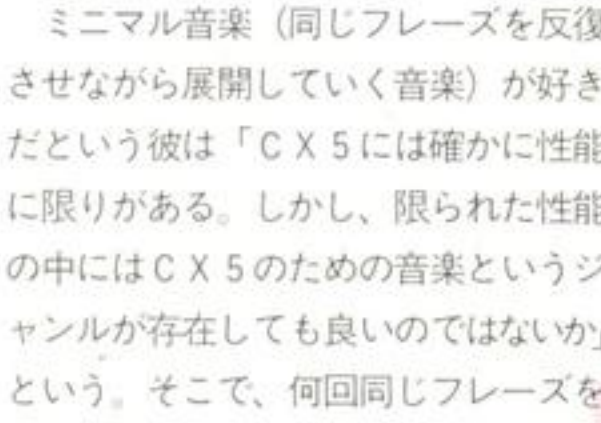 ミニマル音楽（同じフレーズを反復
させながら展開していく音楽）が好き
だという彼は「ＣＸ５には確かに性能
に限りがある。しかし、限られた性能
の中にはＣＸ５のための音楽というジ
ャンルが存在しても良いのではないか」
という。そこで、何回同じフレーズを